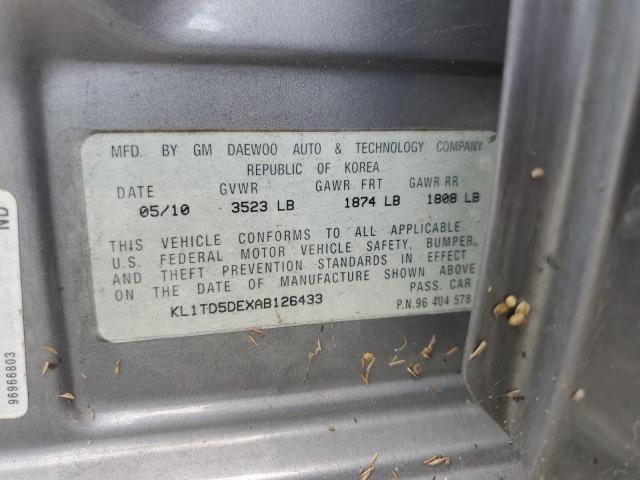 MFD. BY GM DAEWOO AUTO & TECHNOLOGY COMPANY
REPUBLIC OF KOREA
DATE GVWR GAWR FRT GAWR RR
05/10 3523 LB 1874 LB 1808 LB
THIS VEHICLE CONFORMS TO ALL APPLICABLE
U.S. FEDERAL MOTOR VEHICLE SAFETY, BUMPER,
AND THEFT PREVENTION STANDARDS IN EFFECT
ON THE DATE OF MANUFACTURE SHOWN ABOVE
PASS. CAR
KL1TD5DEXAB126433
P.N.96 404 578
ND
96966803